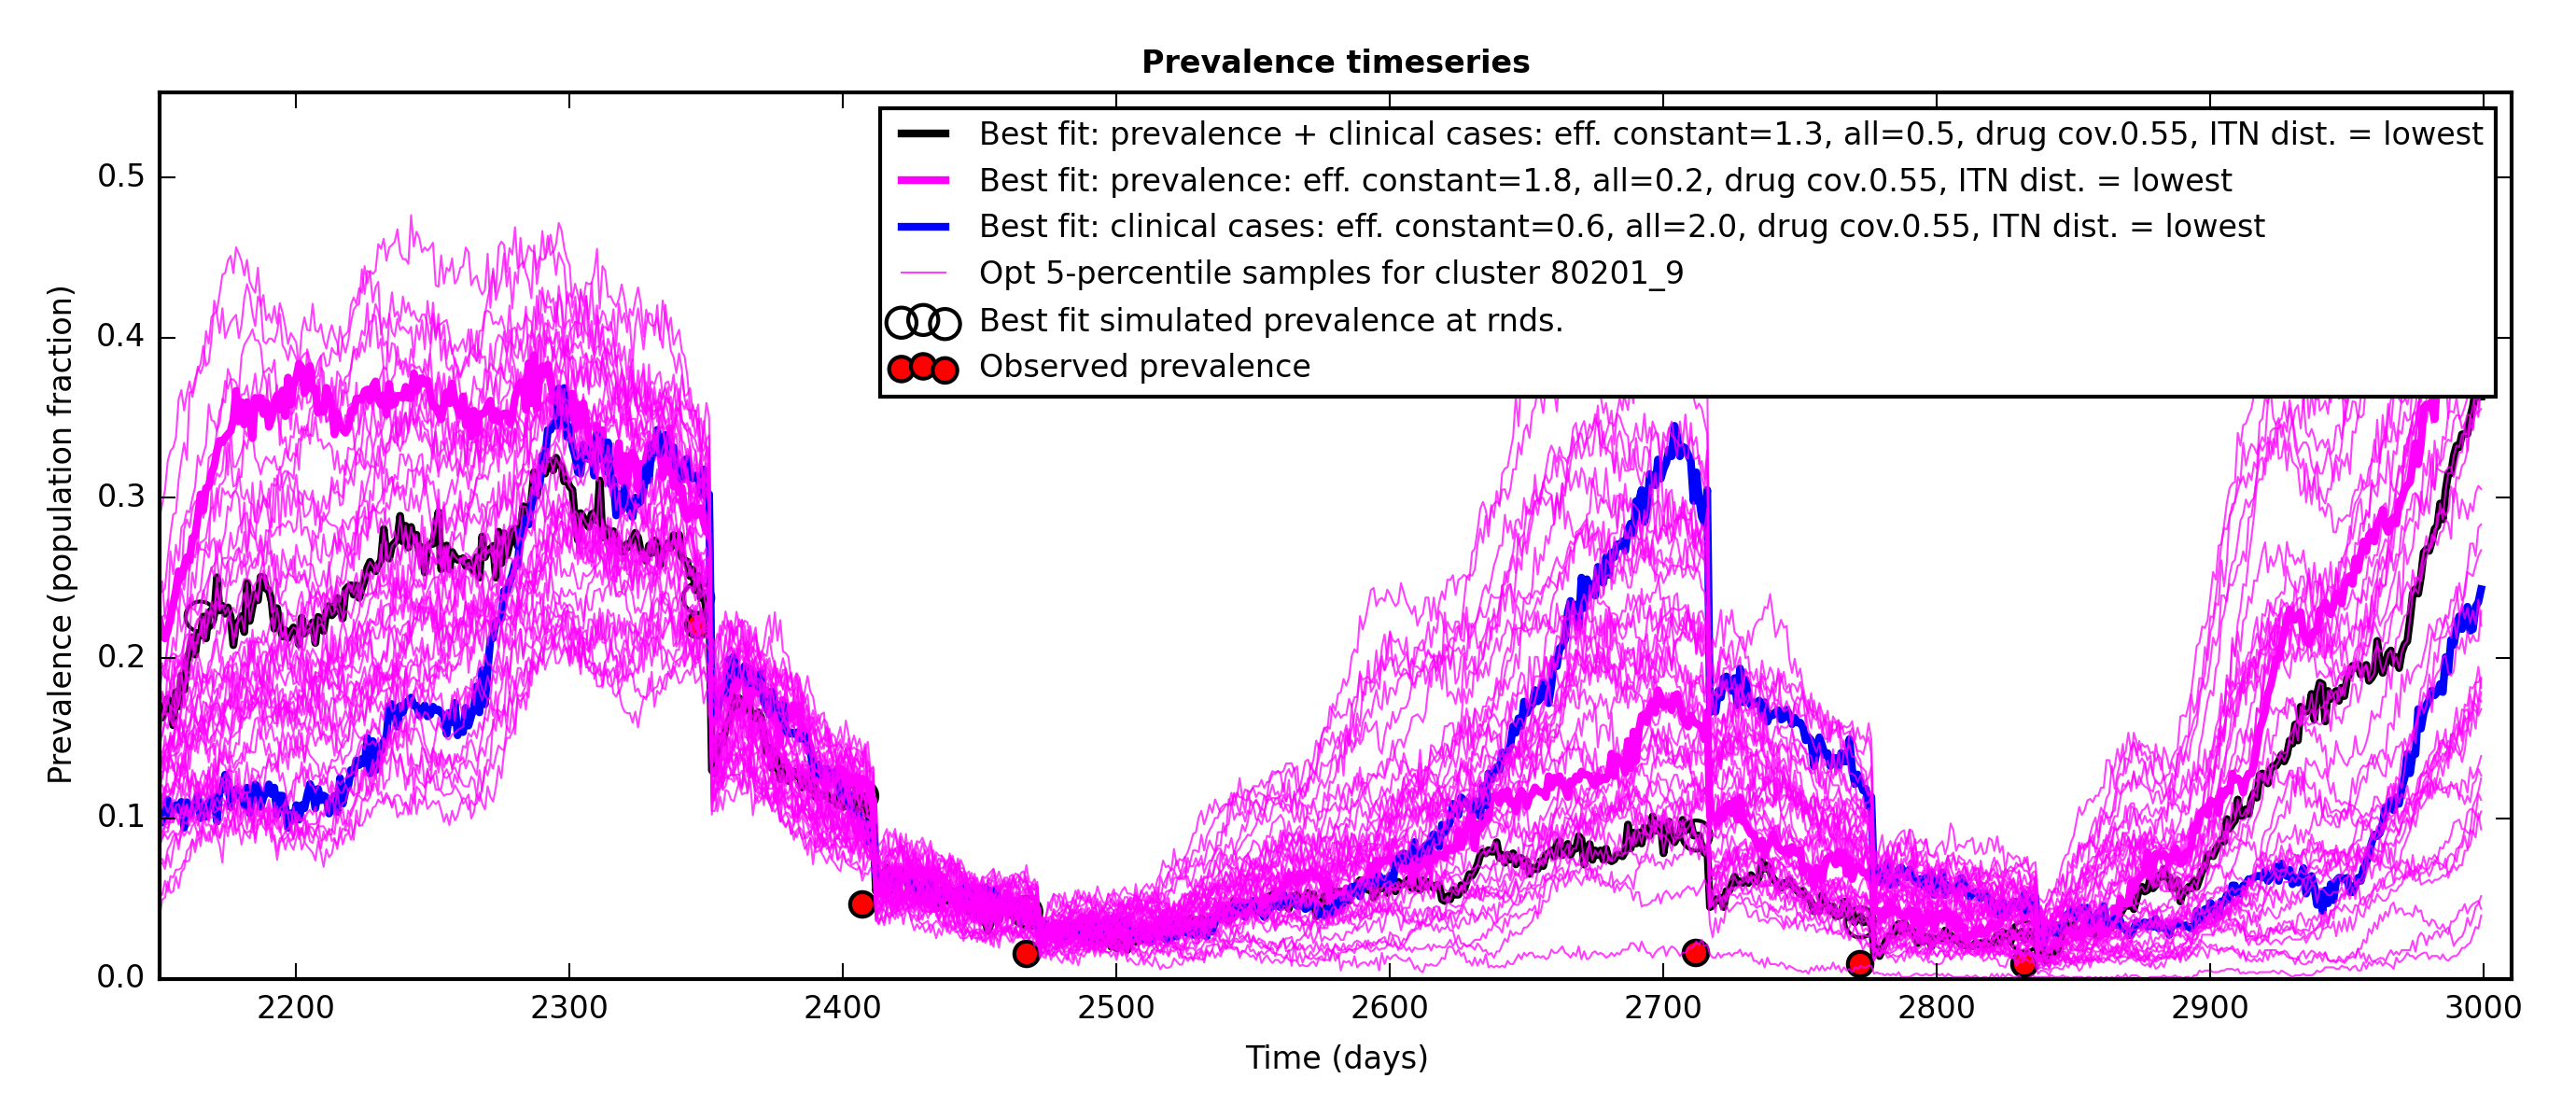 Prevalence timeseries
Best fit: prevalence + clinical cases: eff. constant=1.3, all=0.5, drug cov.0.55, ITN dist. = lowest
Best fit: prevalence: eff. constant=1.8, all=0.2, drug cov.0.55, ITN dist. = lowest
Best fit: clinical cases: eff. constant=0.6, all=2.0, drug cov.0.55, ITN dist. = lowest
Opt 5-percentile samples for cluster 80201_9
Best fit simulated prevalence at rnds.
Observed prevalence
Prevalence (population fraction)
0.5
0.4
0.3
0.2
0.1
0.0
2200 2300 2400 2500 2600 2700 2800 2900 3000
Time (days)